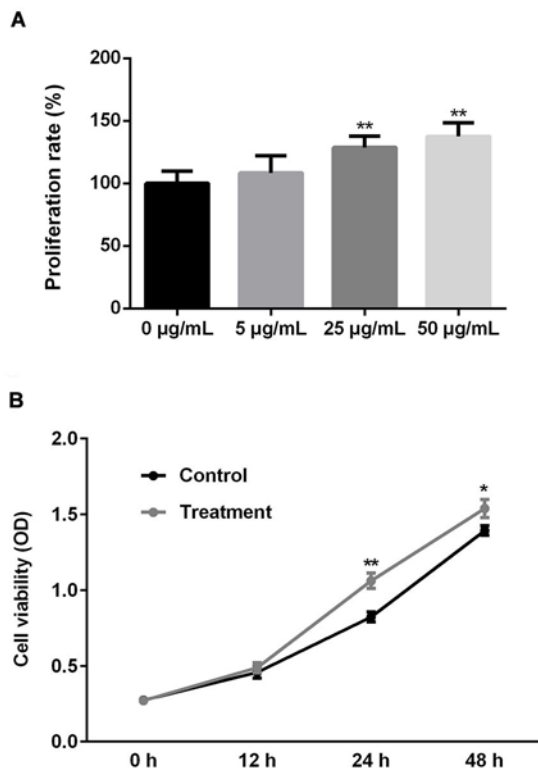 A
Proliferation rate (%)
200
150
100
50
0
**
**
0 µg/mL
5 µg/mL
25 µg/mL
50 µg/mL
B
Cell viability (OD)
2.0
1.5
1.0
0.5
0.0
Control
Treatment
**
*
0 h
12 h
24 h
48 h